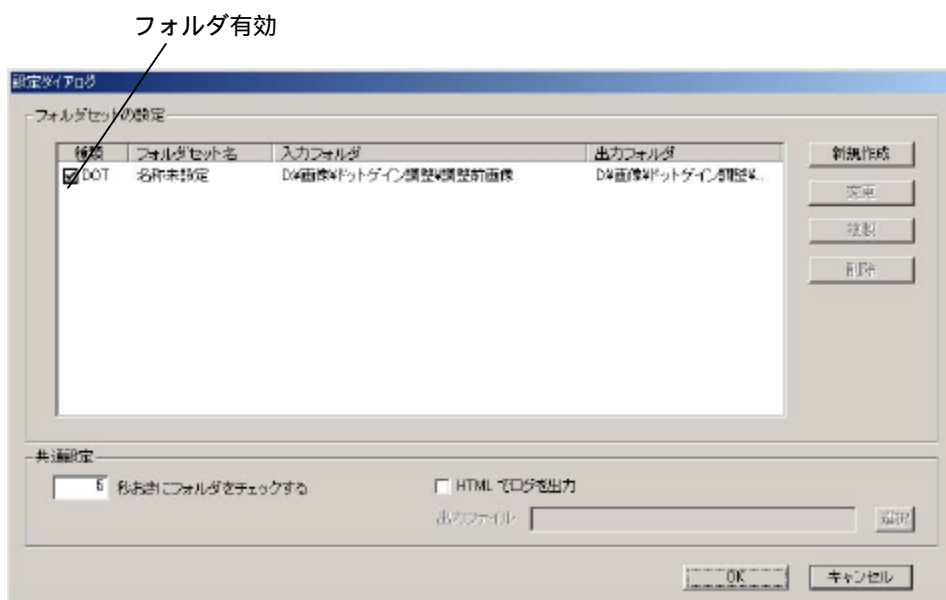 フォルダ有効
設定ダイアログ
フォルダセットの設定
種類 フォルダセット名 入力フォルダ 出力フォルダ
DOT 名称未設定 D:¥画像¥ドットゲイン調整¥調整前画像 D:¥画像¥ドットゲイン調整¥...
新規作成
変更
複製
削除
共通設定
5 秒おきにフォルダをチェックする
HTML でログを出力
出力ファイル 選択
OK キャンセル